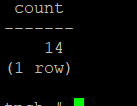 count
-------
14
(1 row)